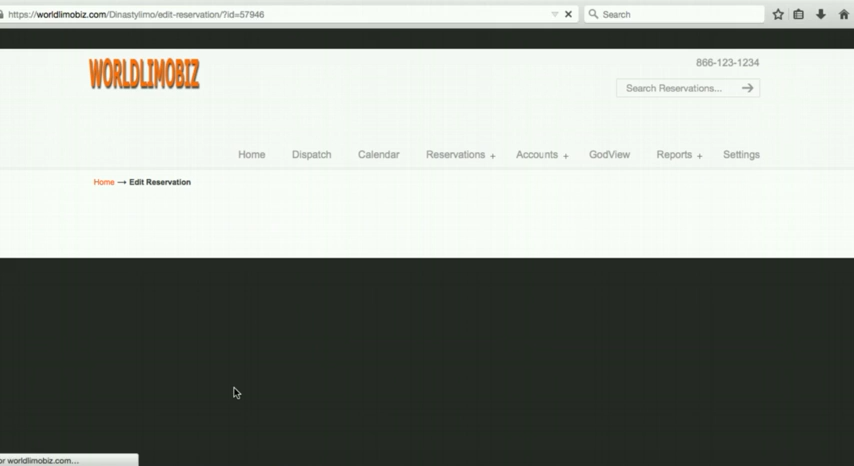 https://worldlimobiz.com/Dinastylimo/edit-reservation/?id=57946
Search
WORLDLIMOBIZ
866-123-1234
Search Reservations...
Home Dispatch Calendar Reservations + Accounts + GodView Reports + Settings
Home → Edit Reservation
or worldlimobiz.com...